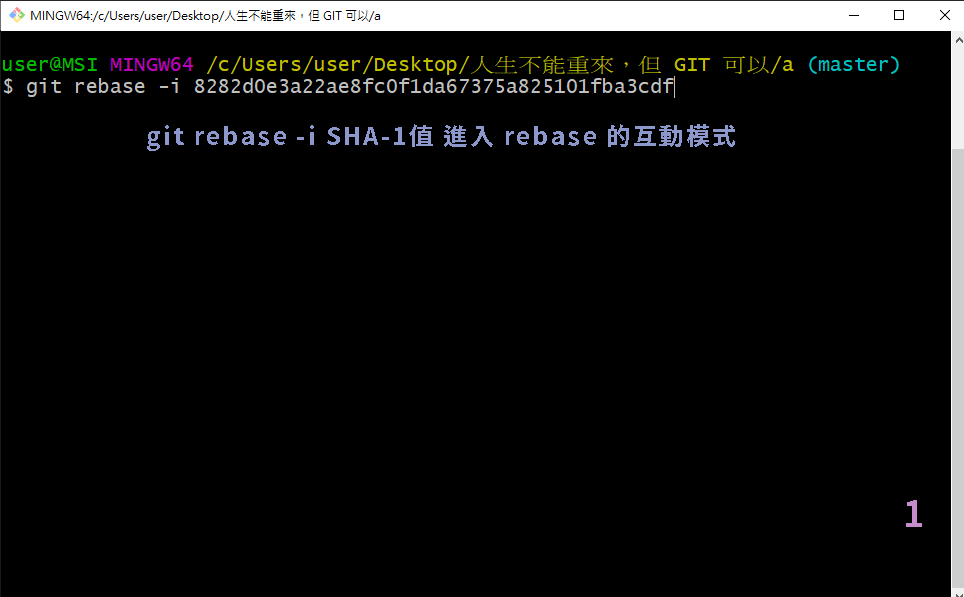 MINGW64:/c/Users/user/Desktop/人生不能重來，但 GIT 可以/a
user@MSI MINGW64 /c/Users/user/Desktop/人生不能重來，但 GIT 可以/a (master)
$ git rebase -i 8282d0e3a22ae8fc0f1da67375a825101fba3cdf
git rebase -i SHA-1值 進入 rebase 的互動模式
1